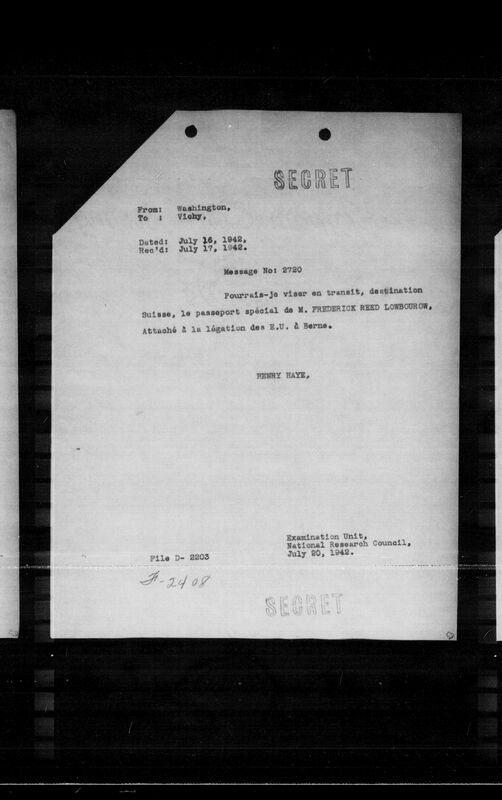 SECRET
From: Washington,
To : Vichy,
Dated: July 16, 1942,
Rec'd: July 17, 1942.
Message No: 2720
Pourrais-je viser en transit, destination
Suisse, le passeport spécial de M. FREDERICK REED LOWBOUROW,
Attaché à la légation des E.U. à Berne.
HENRY HAYE,
Examination Unit,
National Research Council,
July 20, 1942.
File D- 2203
F-2408
SECRET